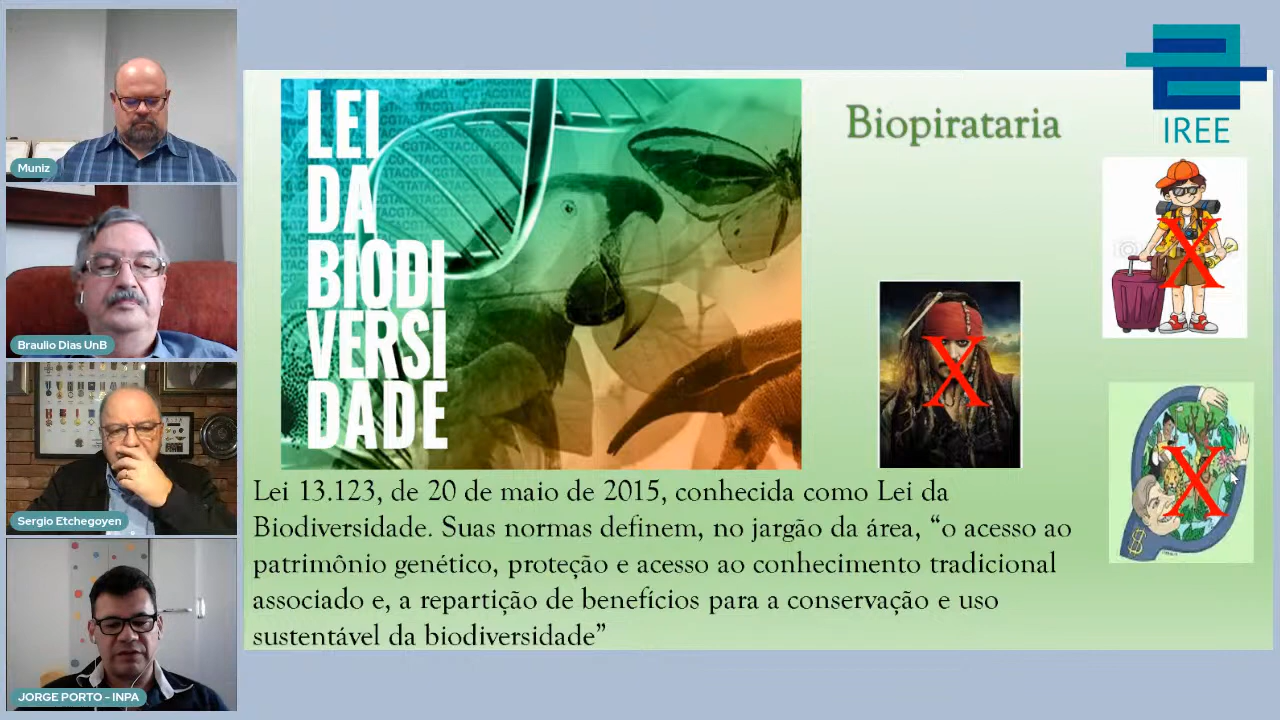 Muniz
Braulio Dias UnB
Sergio Etchegoyen
JORGE PORTO - INPA
LEI
DA
BIODI
VERSI
DADE
Biopirataria
IREE
X
X
X
$
Lei 13.123, de 20 de maio de 2015, conhecida como Lei da
Biodiversidade. Suas normas definem, no jargão da área, “o acesso ao
patrimônio genético, proteção e acesso ao conhecimento tradicional
associado e, a repartição de benefícios para a conservação e uso
sustentável da biodiversidade”